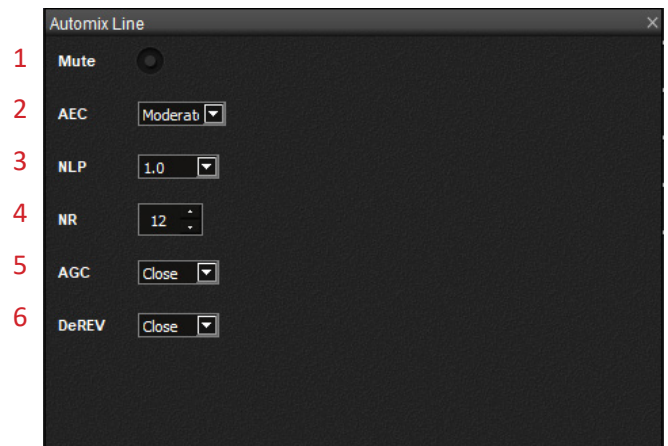 Automix Line
1 Mute
2 AEC Moderat
3 NLP 1.0
4 NR 12
5 AGC Close
6 DeREV Close